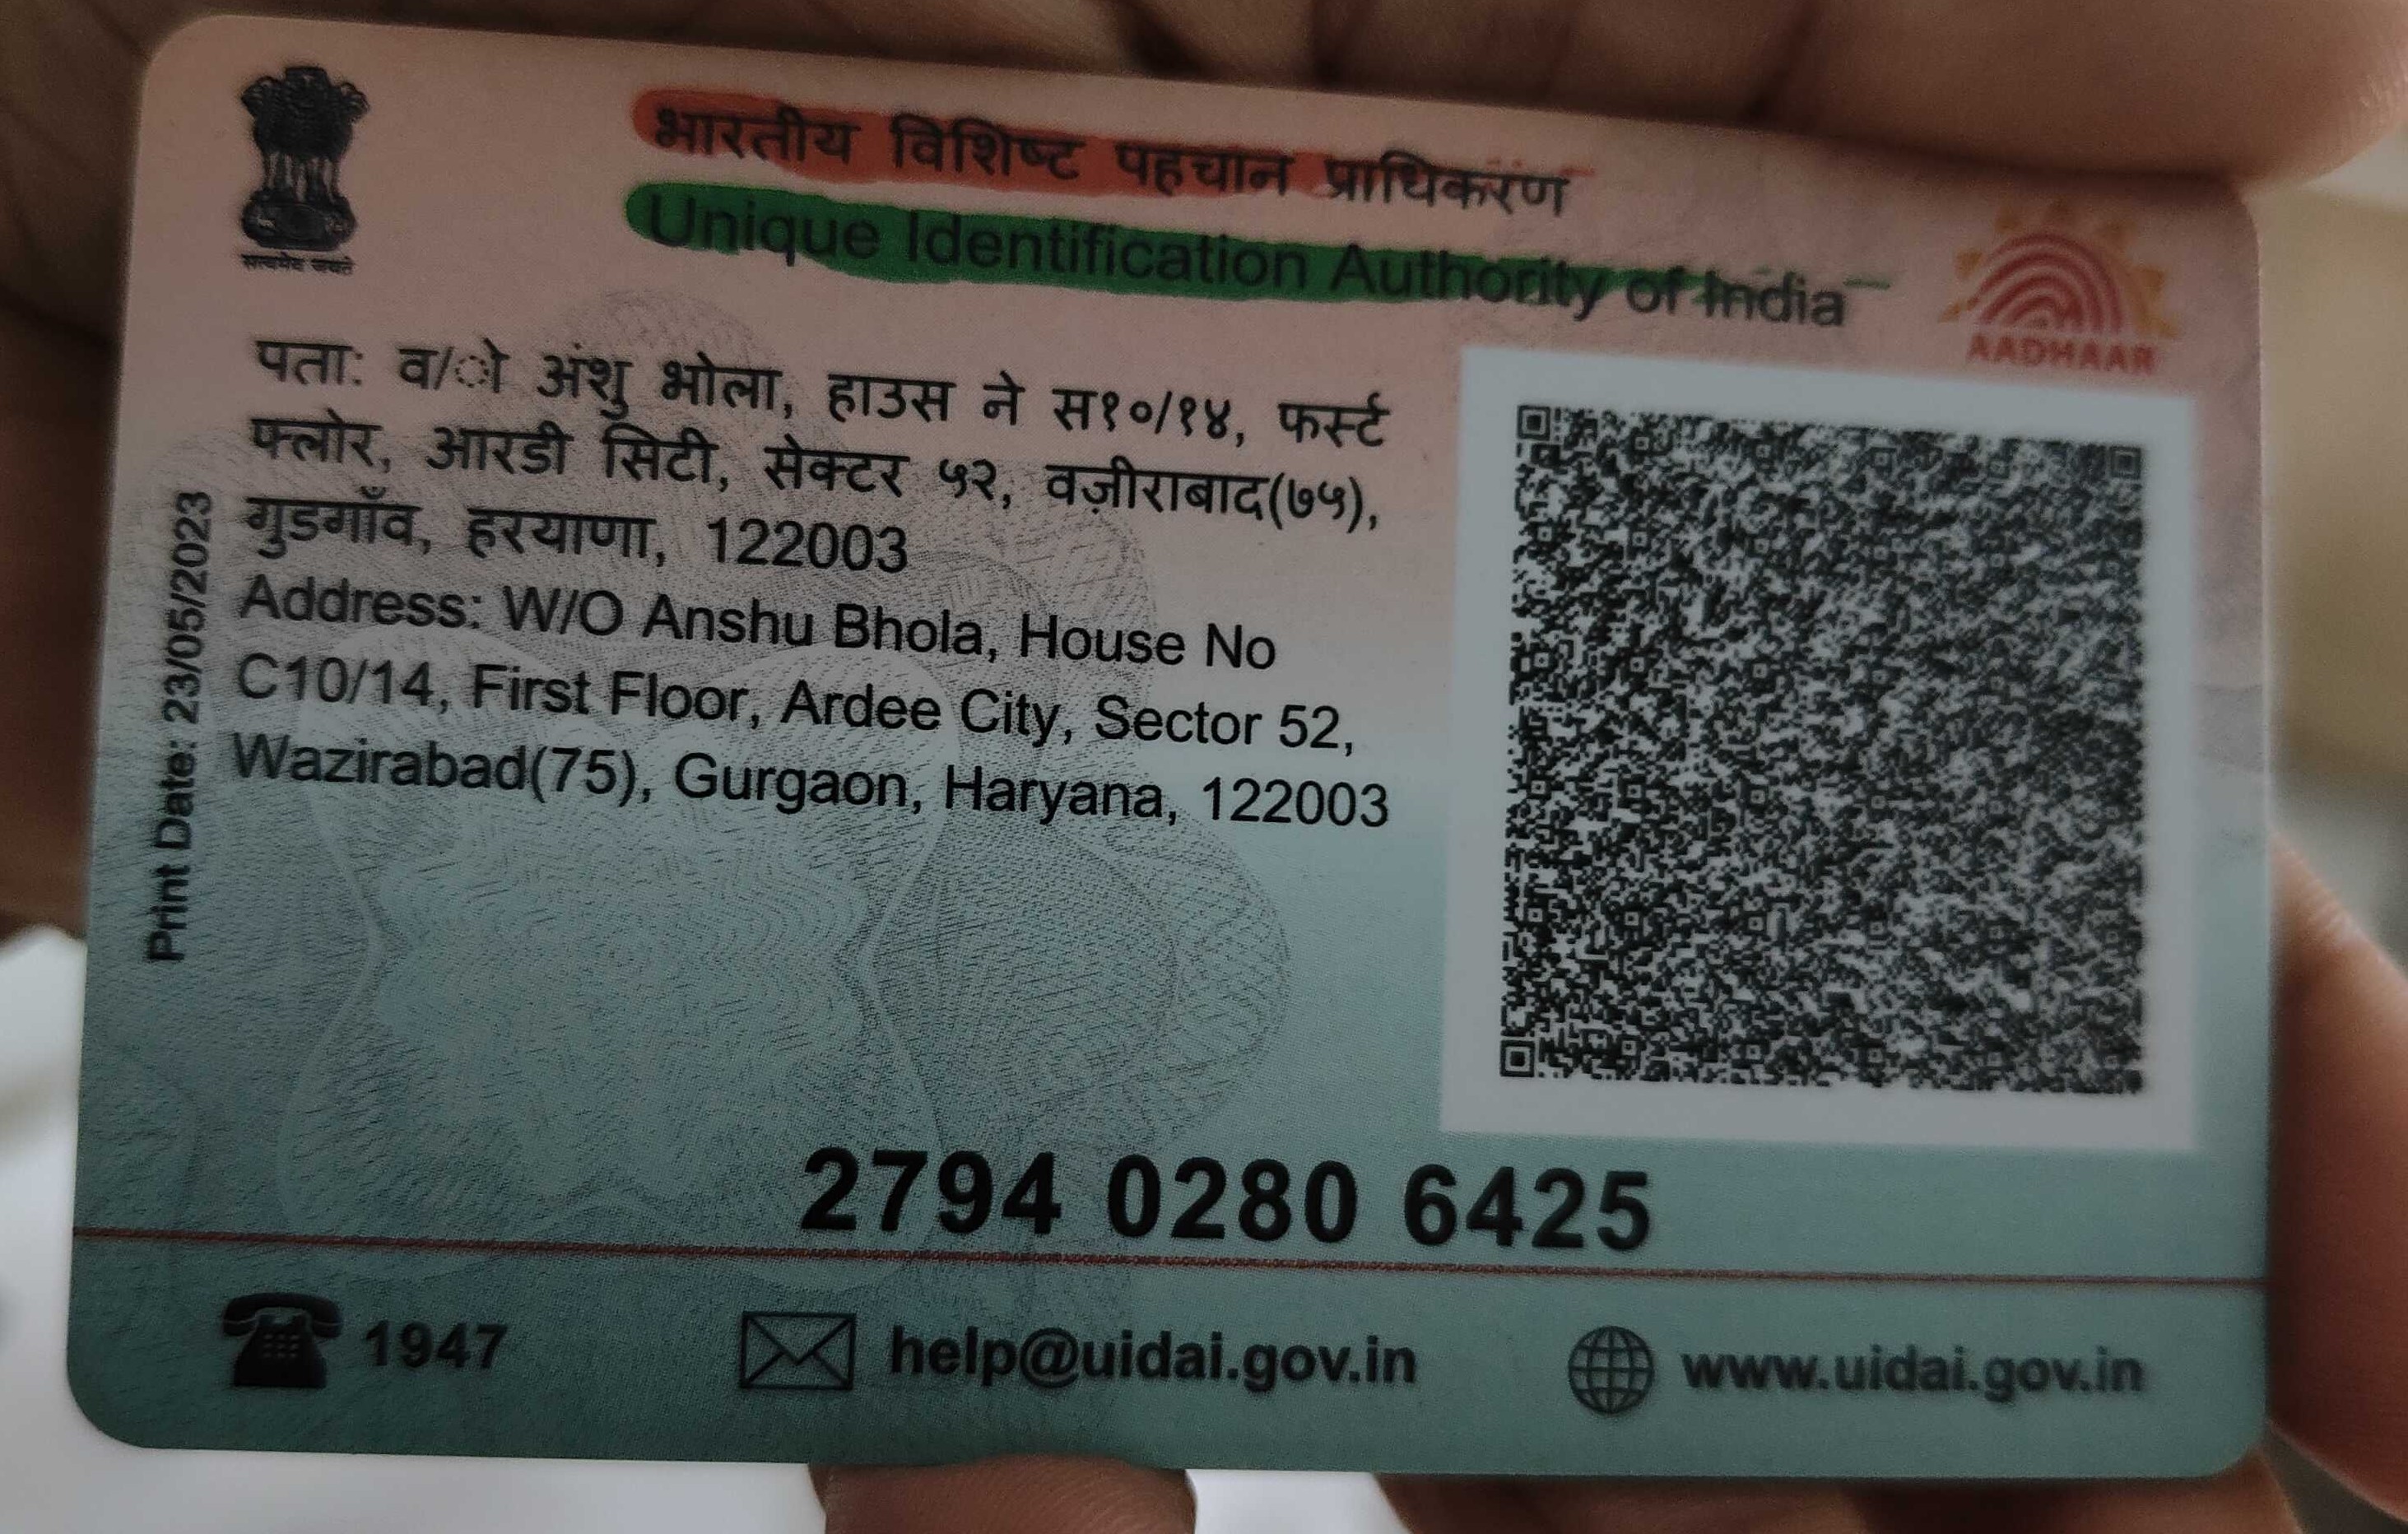 भारतीय विशिष्ट पहचान प्राधिकरण
Unique Identification Authority of India
सत्यमेव जयते
AADHAAR
पता: व/ो अंशु भोला, हाउस ने स१०/१४, फर्स्ट
फ्लोर, आरडी सिटी, सेक्टर ५२, वज़ीराबाद(७५),
गुडगाँव, हरयाणा, 122003
Address: W/O Anshu Bhola, House No
C10/14, First Floor, Ardee City, Sector 52,
Wazirabad(75), Gurgaon, Haryana, 122003
Print Date: 23/05/2023
2794 0280 6425
1947
help@uidai.gov.in
www.uidai.gov.in